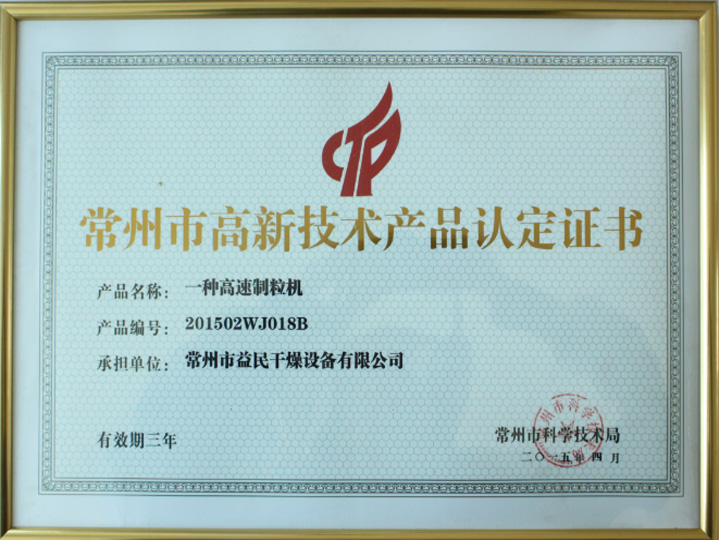 常州市高新技术产品认定证书
产品名称：一种高速制粒机
产品编号：201502WJ018B
承担单位：常州市益民干燥设备有限公司
有效期三年
常州市科学技术局
二〇一五年四月